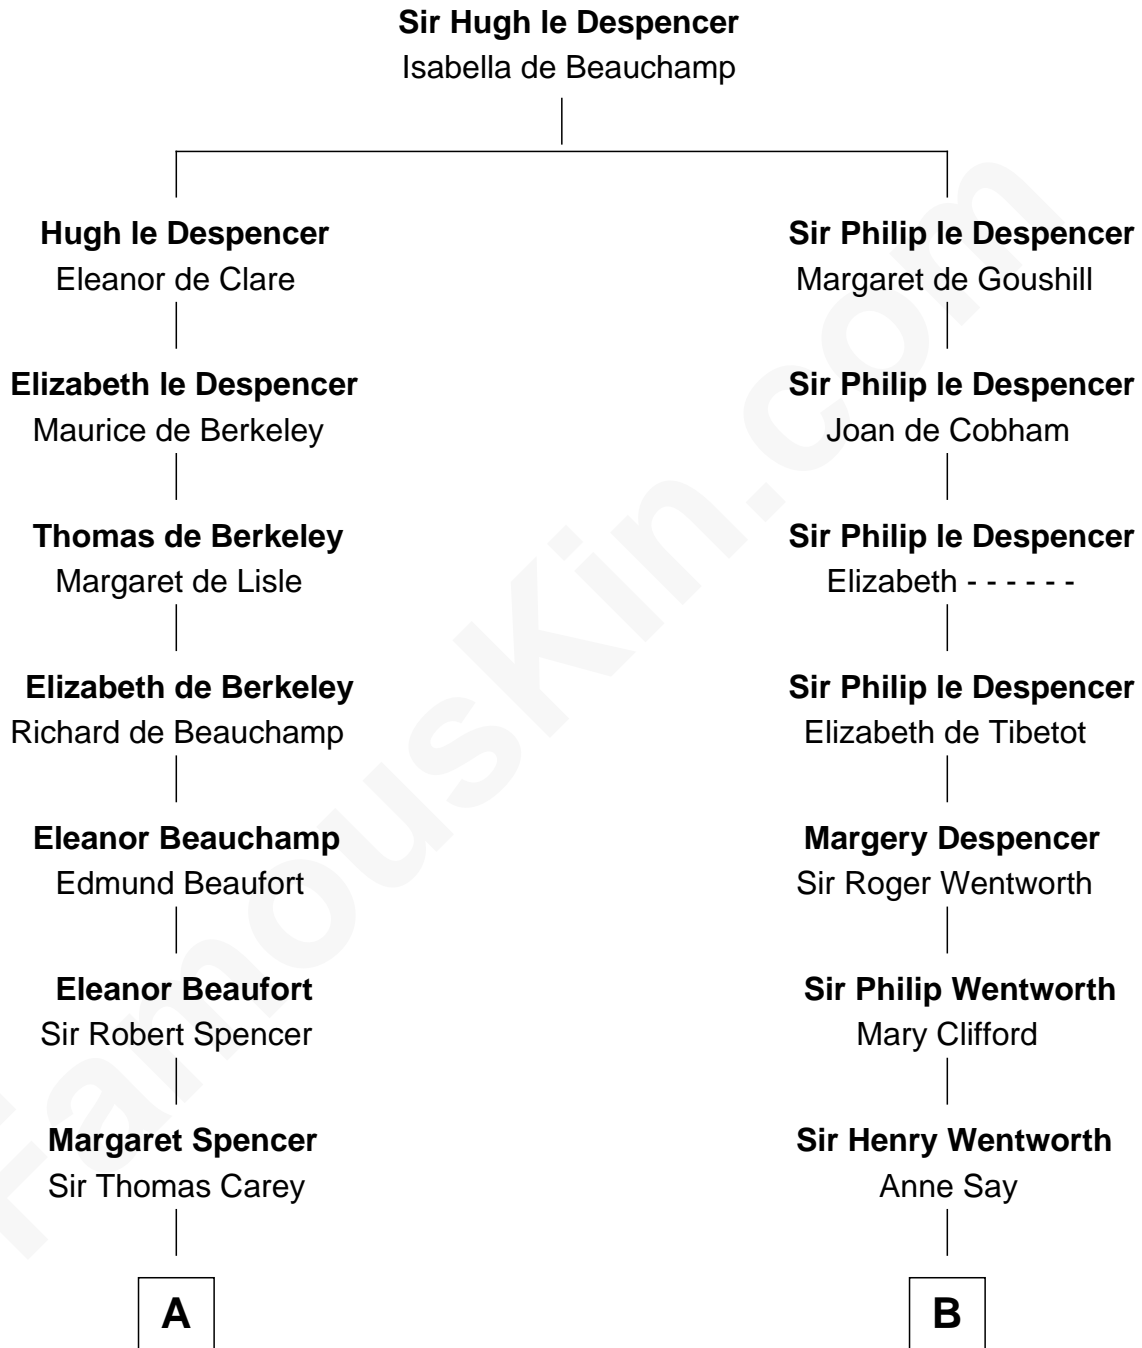 Sir Hugh le Despencer
Isabella de Beauchamp
Hugh le Despencer
Eleanor de Clare
Sir Philip le Despencer
Margaret de Goushill
Elizabeth le Despencer
Maurice de Berkeley
Sir Philip le Despencer
Joan de Cobham
Thomas de Berkeley
Margaret de Lisle
Sir Philip le Despencer
Elizabeth - - - - - -
Elizabeth de Berkeley
Richard de Beauchamp
Sir Philip le Despencer
Elizabeth de Tibetot
Eleanor Beauchamp
Edmund Beaufort
Margery Despencer
Sir Roger Wentworth
Eleanor Beaufort
Sir Robert Spencer
Sir Philip Wentworth
Mary Clifford
Margaret Spencer
Sir Thomas Carey
Sir Henry Wentworth
Anne Say
A
B
FamousKin.com